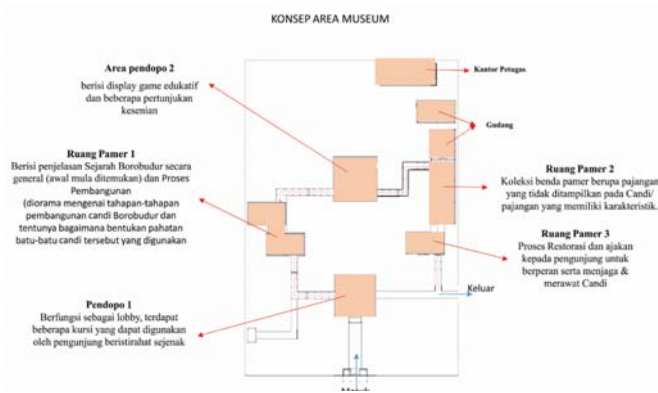 KONSEP AREA MUSEUM
Area pendopo 2
berisi display game edukatif
dan beberapa pertunjukan
kesenian
Ruang Pamer 1
Berisi penjelasan Sejarah Borobudur secara
general (awal mula ditemukan) dan Proses
Pembangunan
(diorama mengenai tahapan-tahapan
pembangunan candi Borobudur dan
tentunya bagaimana bentukan pahatan
batu-batu candi tersebut yang digunakan
Pendopo 1
Berfungsi sebagai lobby, terdapat
beberapa kursi yang dapat digunakan
oleh pengunjung beristirahat sejenak
Kantor Petugas
Gudang
Ruang Pamer 2
Koleksi benda pamer berupa pajangan
yang tidak ditampilkan pada Candi/
pajangan yang memiliki karakteristik.
Ruang Pamer 3
Proses Restorasi dan ajakan
kepada pengunjung untuk
berperan serta menjaga &
merawat Candi
Keluar